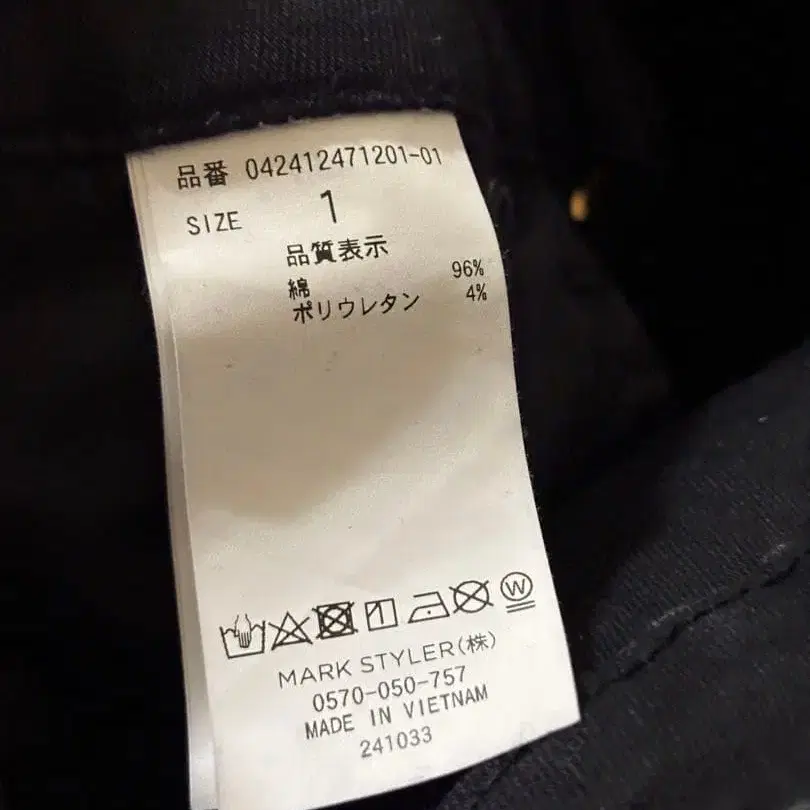 品番 042412471201-01
SIZE 1
品質表示
綿 96%
ポリウレタン 4%
W
MARK STYLER(株)
0570-050-757
MADE IN VIETNAM
241033